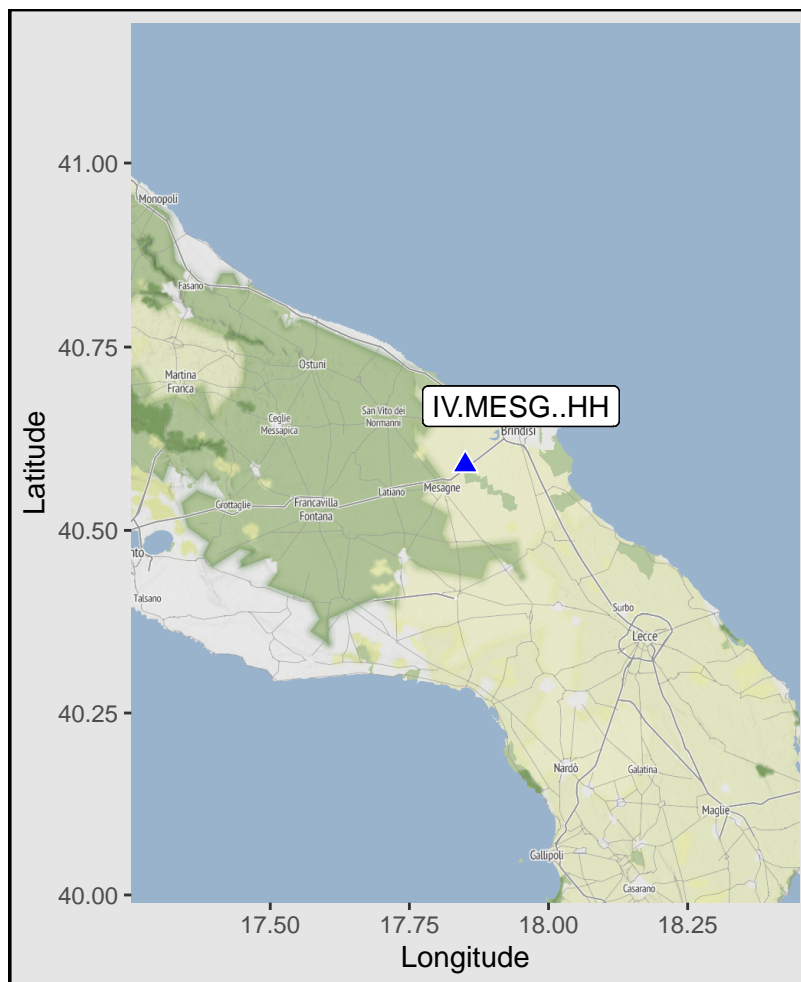 41.00
Monopoli
Fasano
40.75
Ostuni
Martina
Franca
IV.MESG..HH
San Vito dei
Normanni
Ceglie
Messapica
Brindisi
Latitude
Mesagne
Latiano
Grottaglie
Francavilla
Fontana
40.50
nto
Talsano
Surbo
Lecce
40.25
Nardò
Galatina
Maglie
Gallipoli
Casarano
40.00
17.50
17.75
18.00
18.25
Longitude